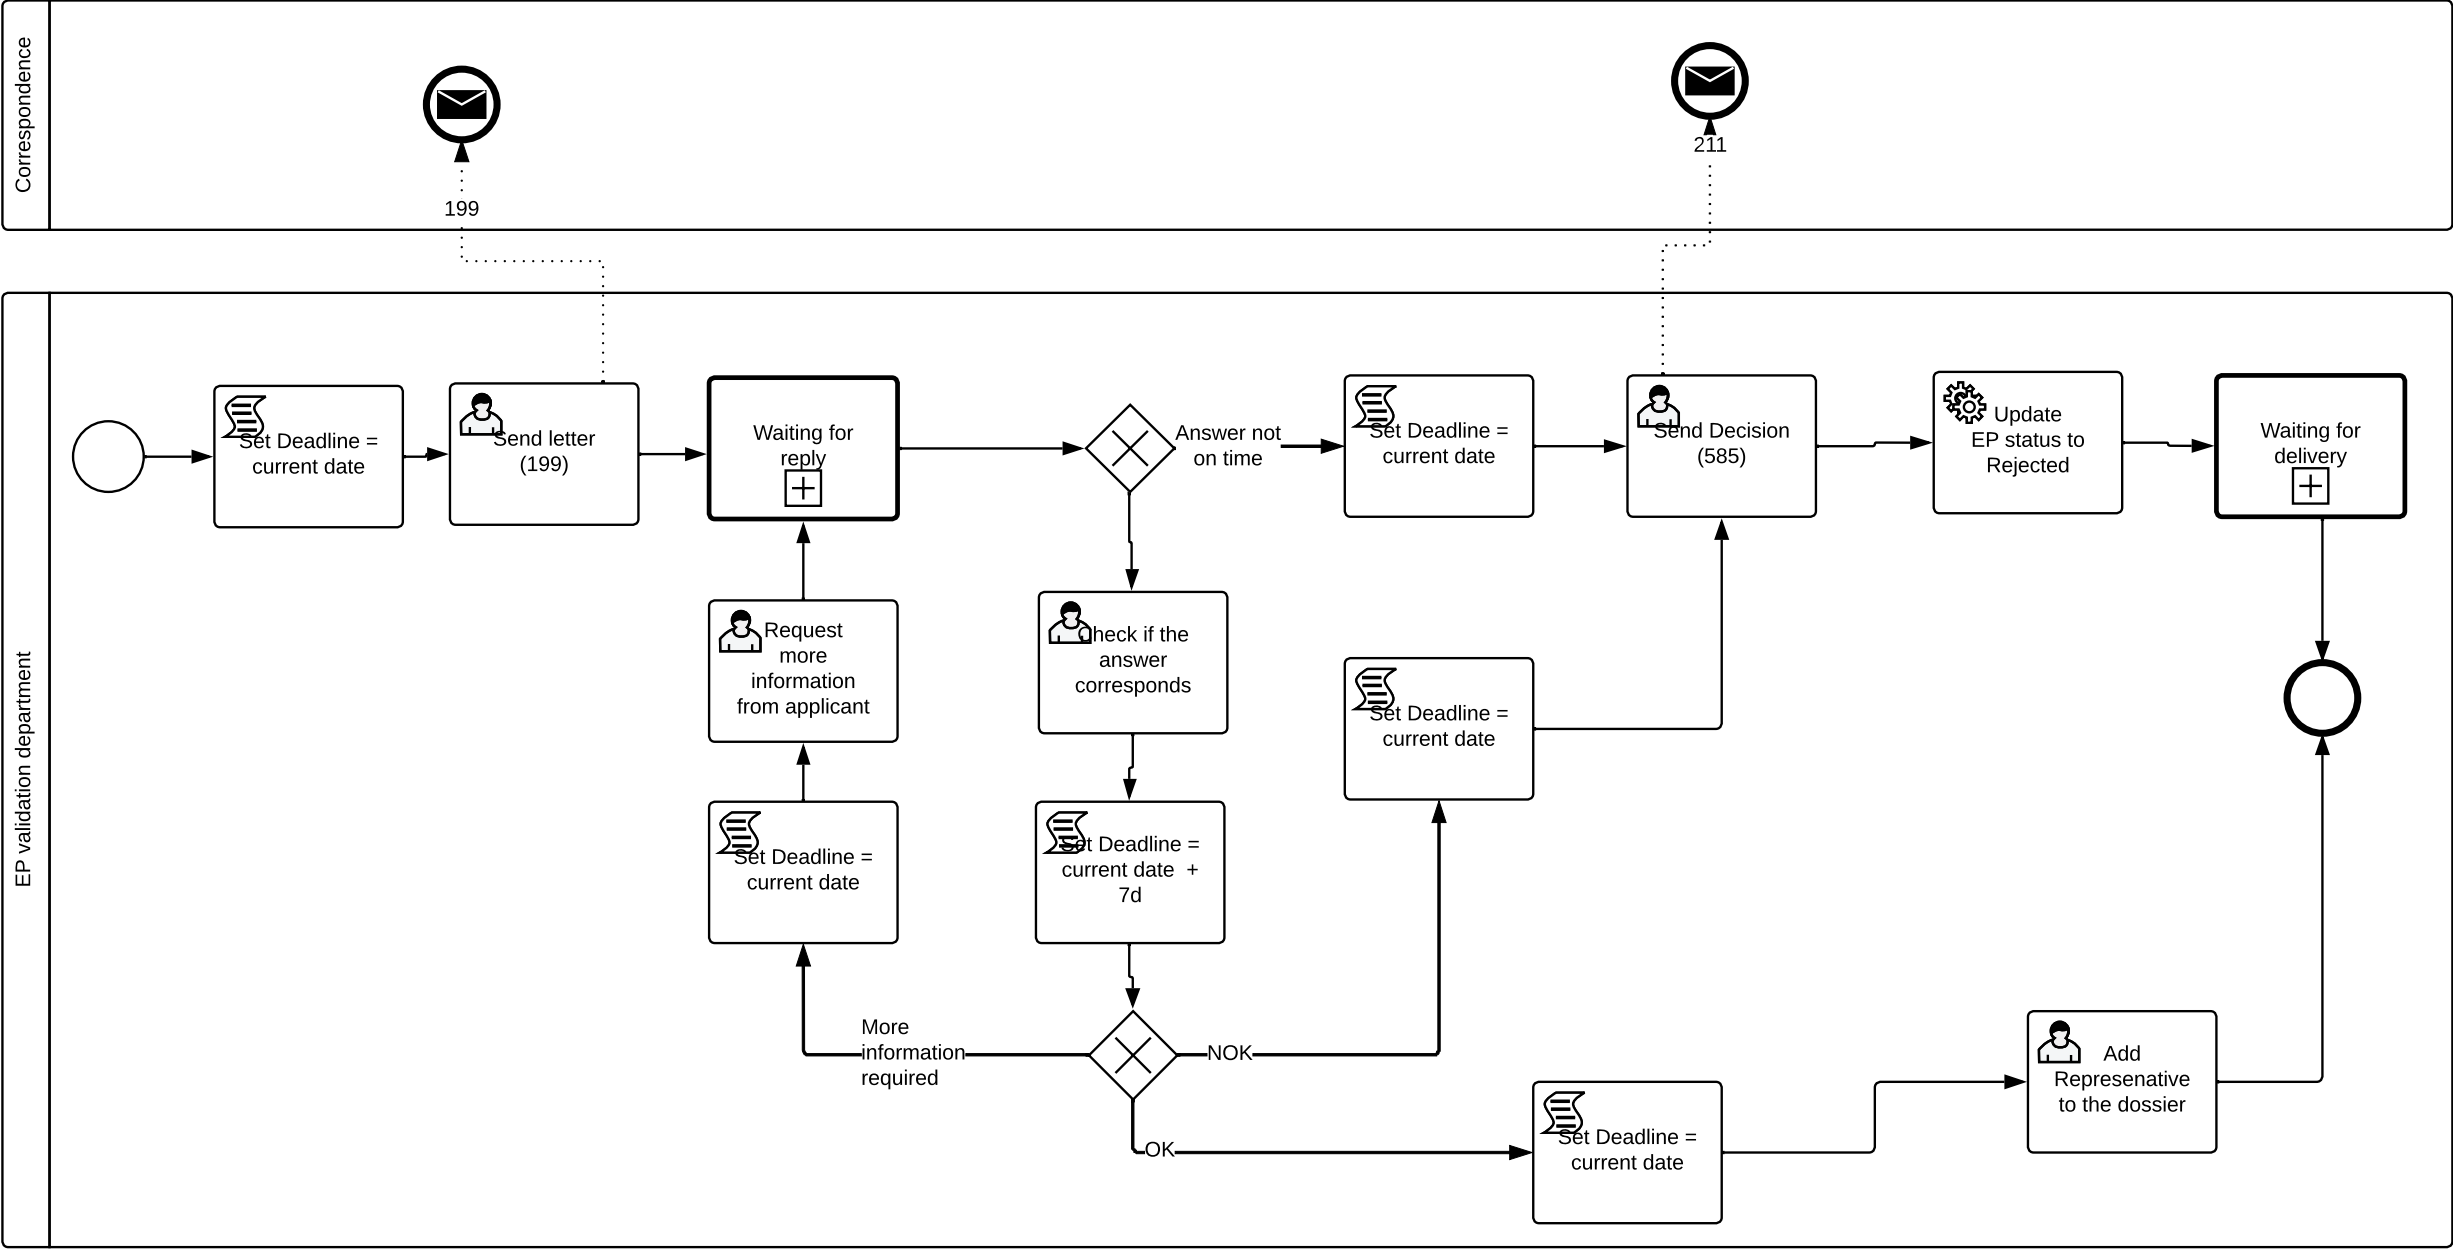 Correspondence
199
211
EP validation department
Set Deadline =
current date
Send letter
(199)
Waiting for
reply
Answer not
on time
Set Deadline =
current date
Send Decision
(585)
Update
EP status to
Rejected
Waiting for
delivery
Request
more
information
from applicant
Check if the
answer
corresponds
Set Deadline =
current date
Set Deadline =
current date
Set Deadline =
current date +
7d
More
information
required
NOK
OK
Set Deadline =
current date
Add
Represenative
to the dossier